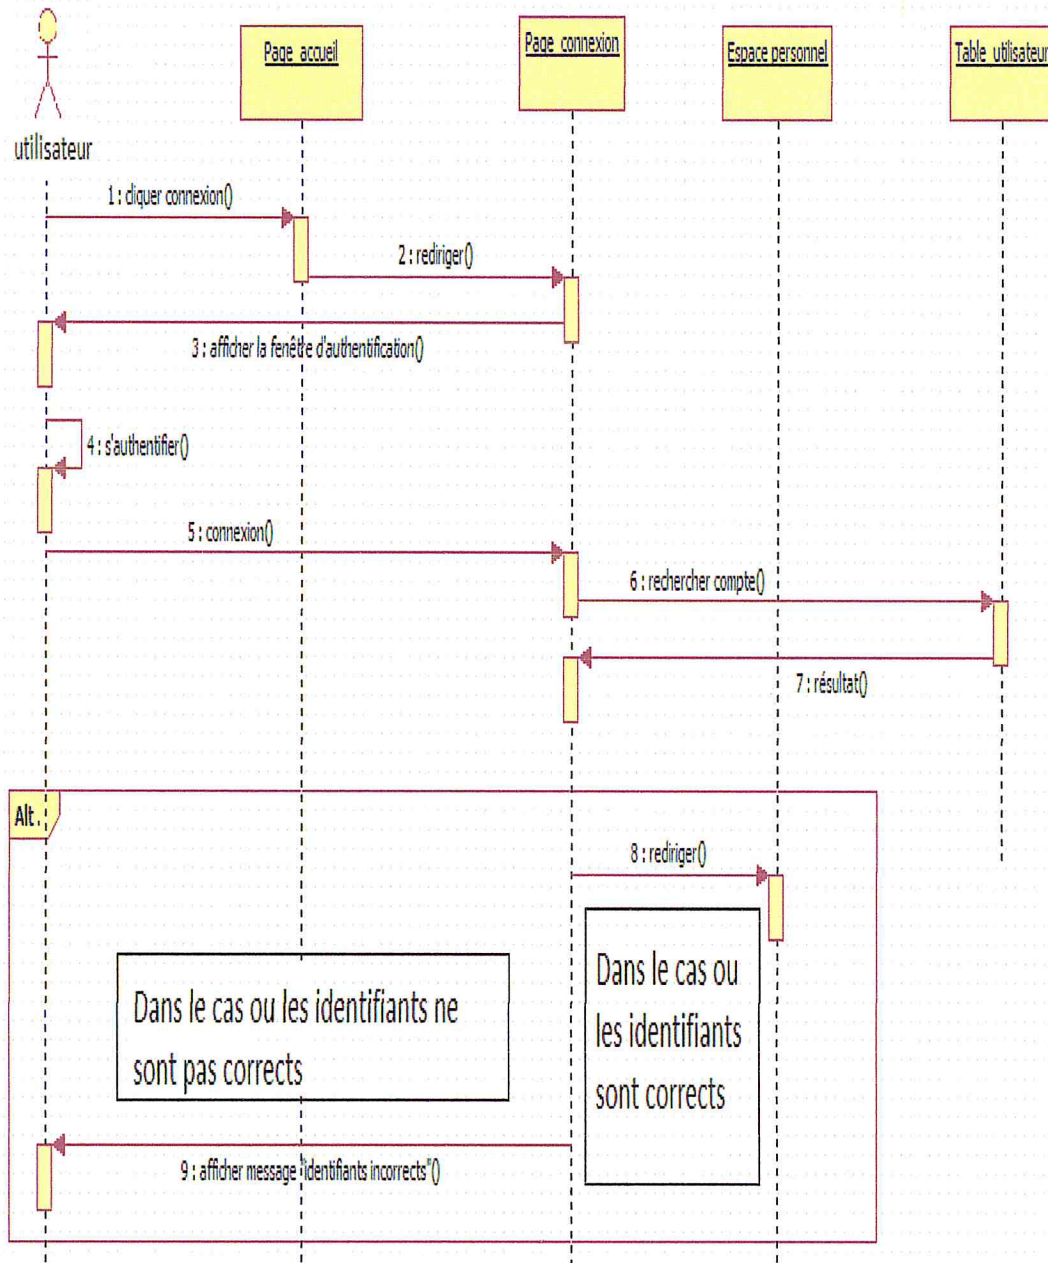 Page_accueil
Page_connexion
Espace personnel
Table_utilisateur
utilisateur
1 : cliquer connexion()
2 : rediriger()
3 : afficher la fenêtre d'authentification()
4 : s'authentifier()
5 : connexion()
6 : rechercher compte()
7 : résultat()
Alt.
8 : rediriger()
Dans le cas ou
les identifiants
sont corrects
Dans le cas ou les identifiants ne
sont pas corrects
9 : afficher message "identifiants incorrects"()